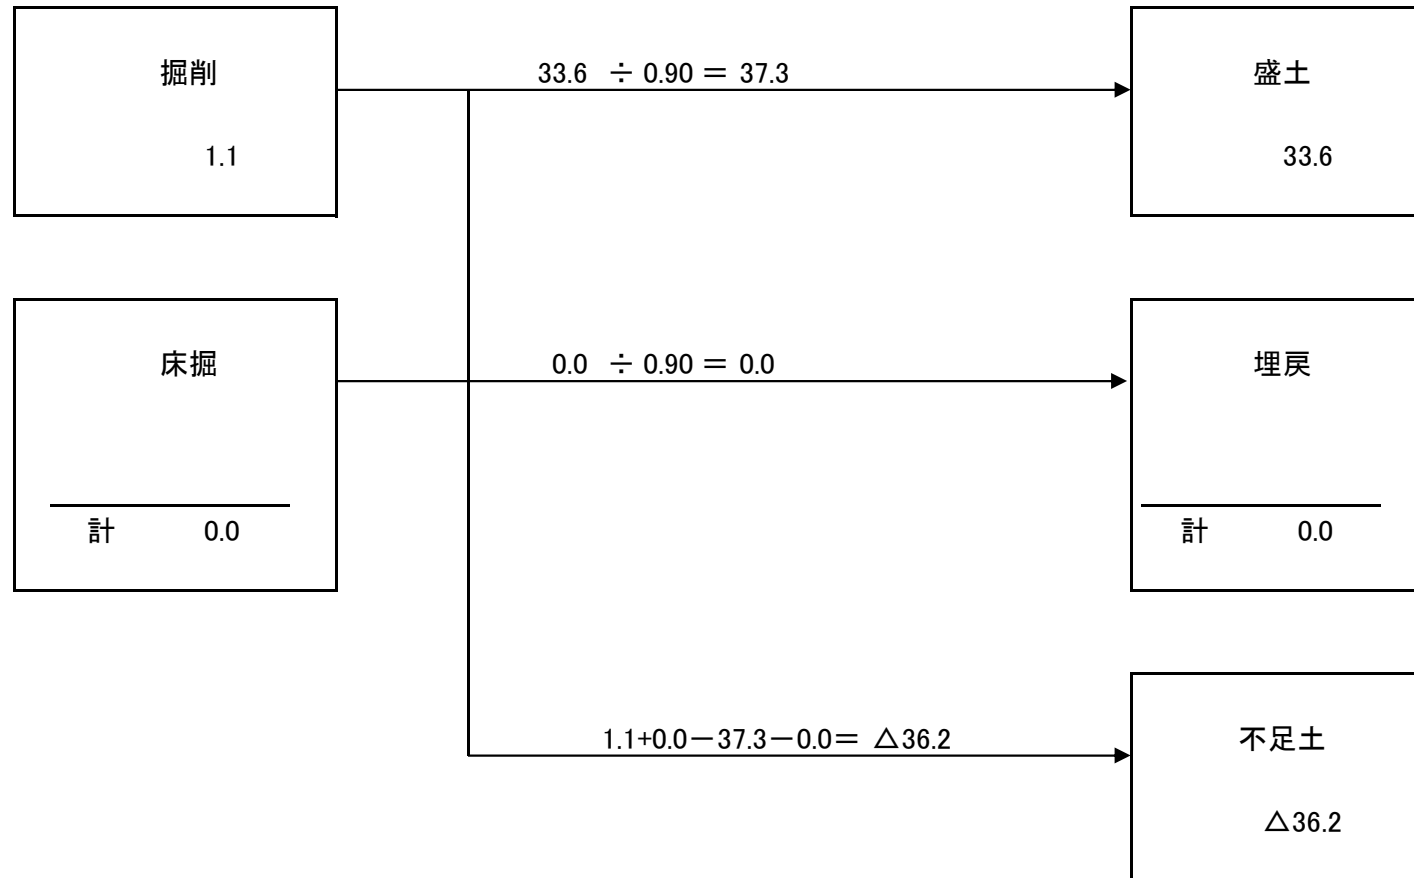 掘削
33.6 ÷ 0.90 = 37.3
盛土
1.1
33.6
床掘
0.0 ÷ 0.90 = 0.0
埋戻
計 0.0
計 0.0
1.1+0.0－37.3－0.0= △36.2
不足土
△36.2